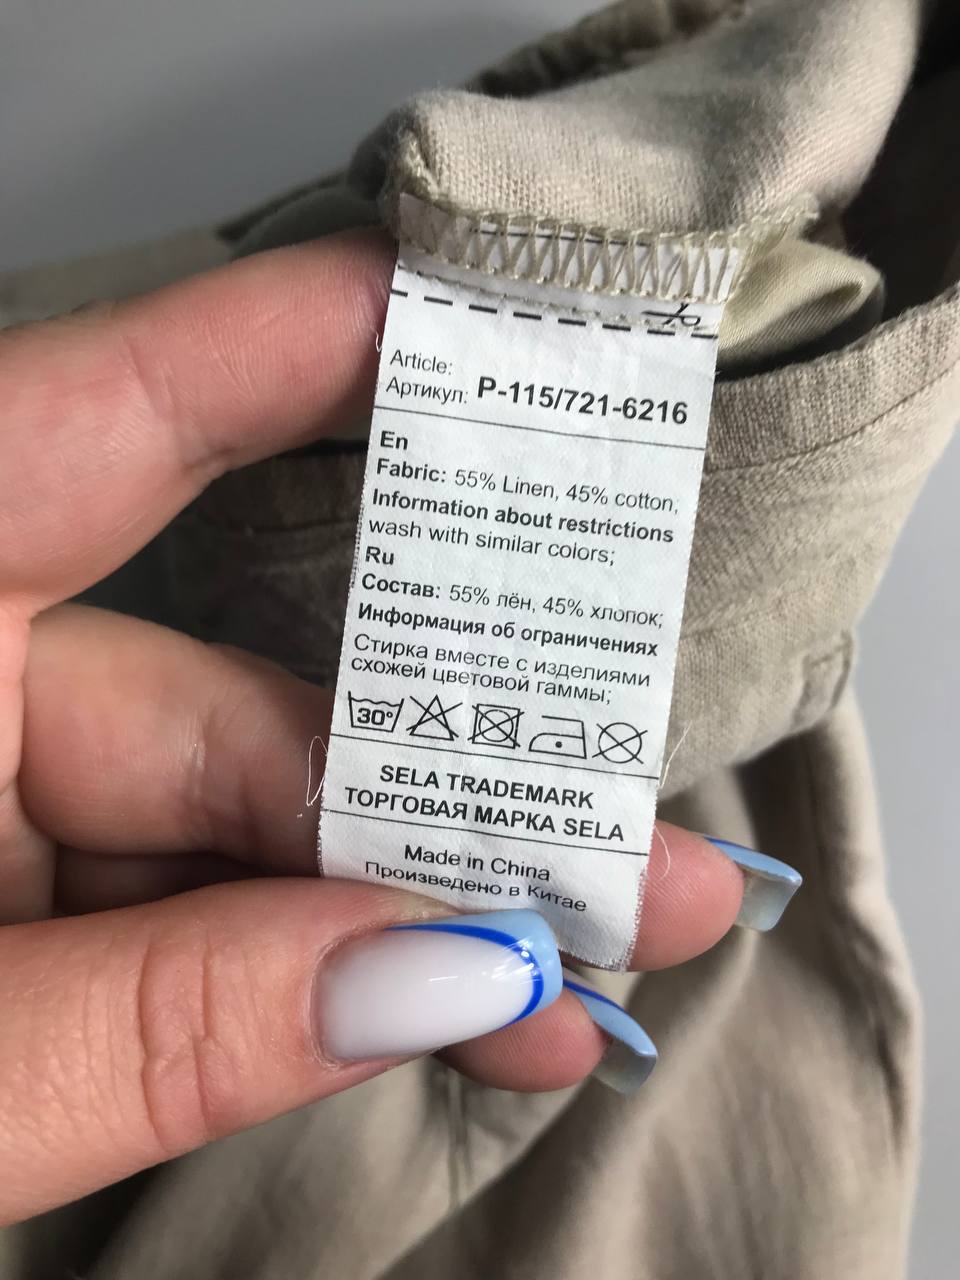 Article:
Артикул: P-115/721-6216
En
Fabric: 55% Linen, 45% cotton;
Information about restrictions
wash with similar colors;
Ru
Состав: 55% лён, 45% хлопок;
Информация об ограничениях
Стирка вместе с изделиями
схожей цветовой гаммы;
30°
SELA TRADEMARK
ТОРГОВАЯ МАРКА SELA
Made in China
Произведено в Китае